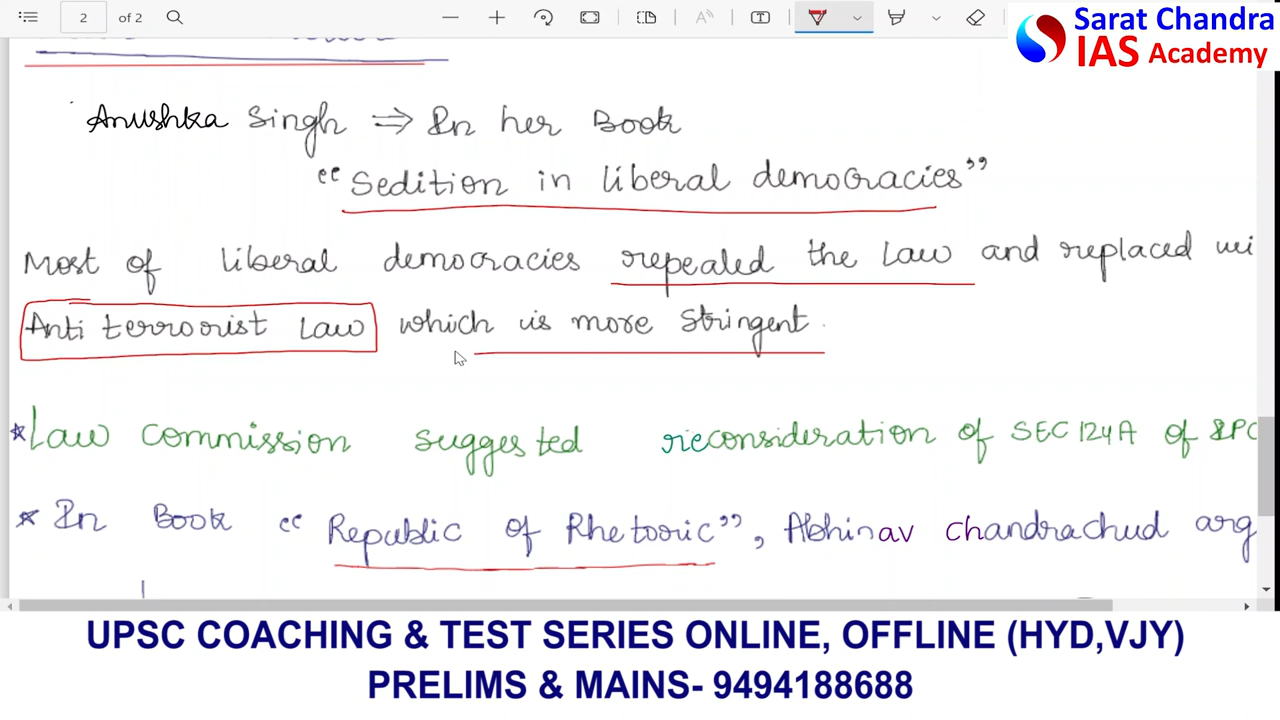 2 of 2
Sarat Chandra
IAS Academy
Anushka Singh ⇒ In her Book
“Sedition in liberal democracies”
Most of liberal democracies repealed the Law and replaced wi
Anti terrorist Law which is more Stringent.
*Law commission suggested reconsideration of SEC 124A of IPC
* In Book “Republic of Rhetoric”, Abhinav Chandrachud arg
UPSC COACHING & TEST SERIES ONLINE, OFFLINE (HYD,VJY)
PRELIMS & MAINS- 9494188688